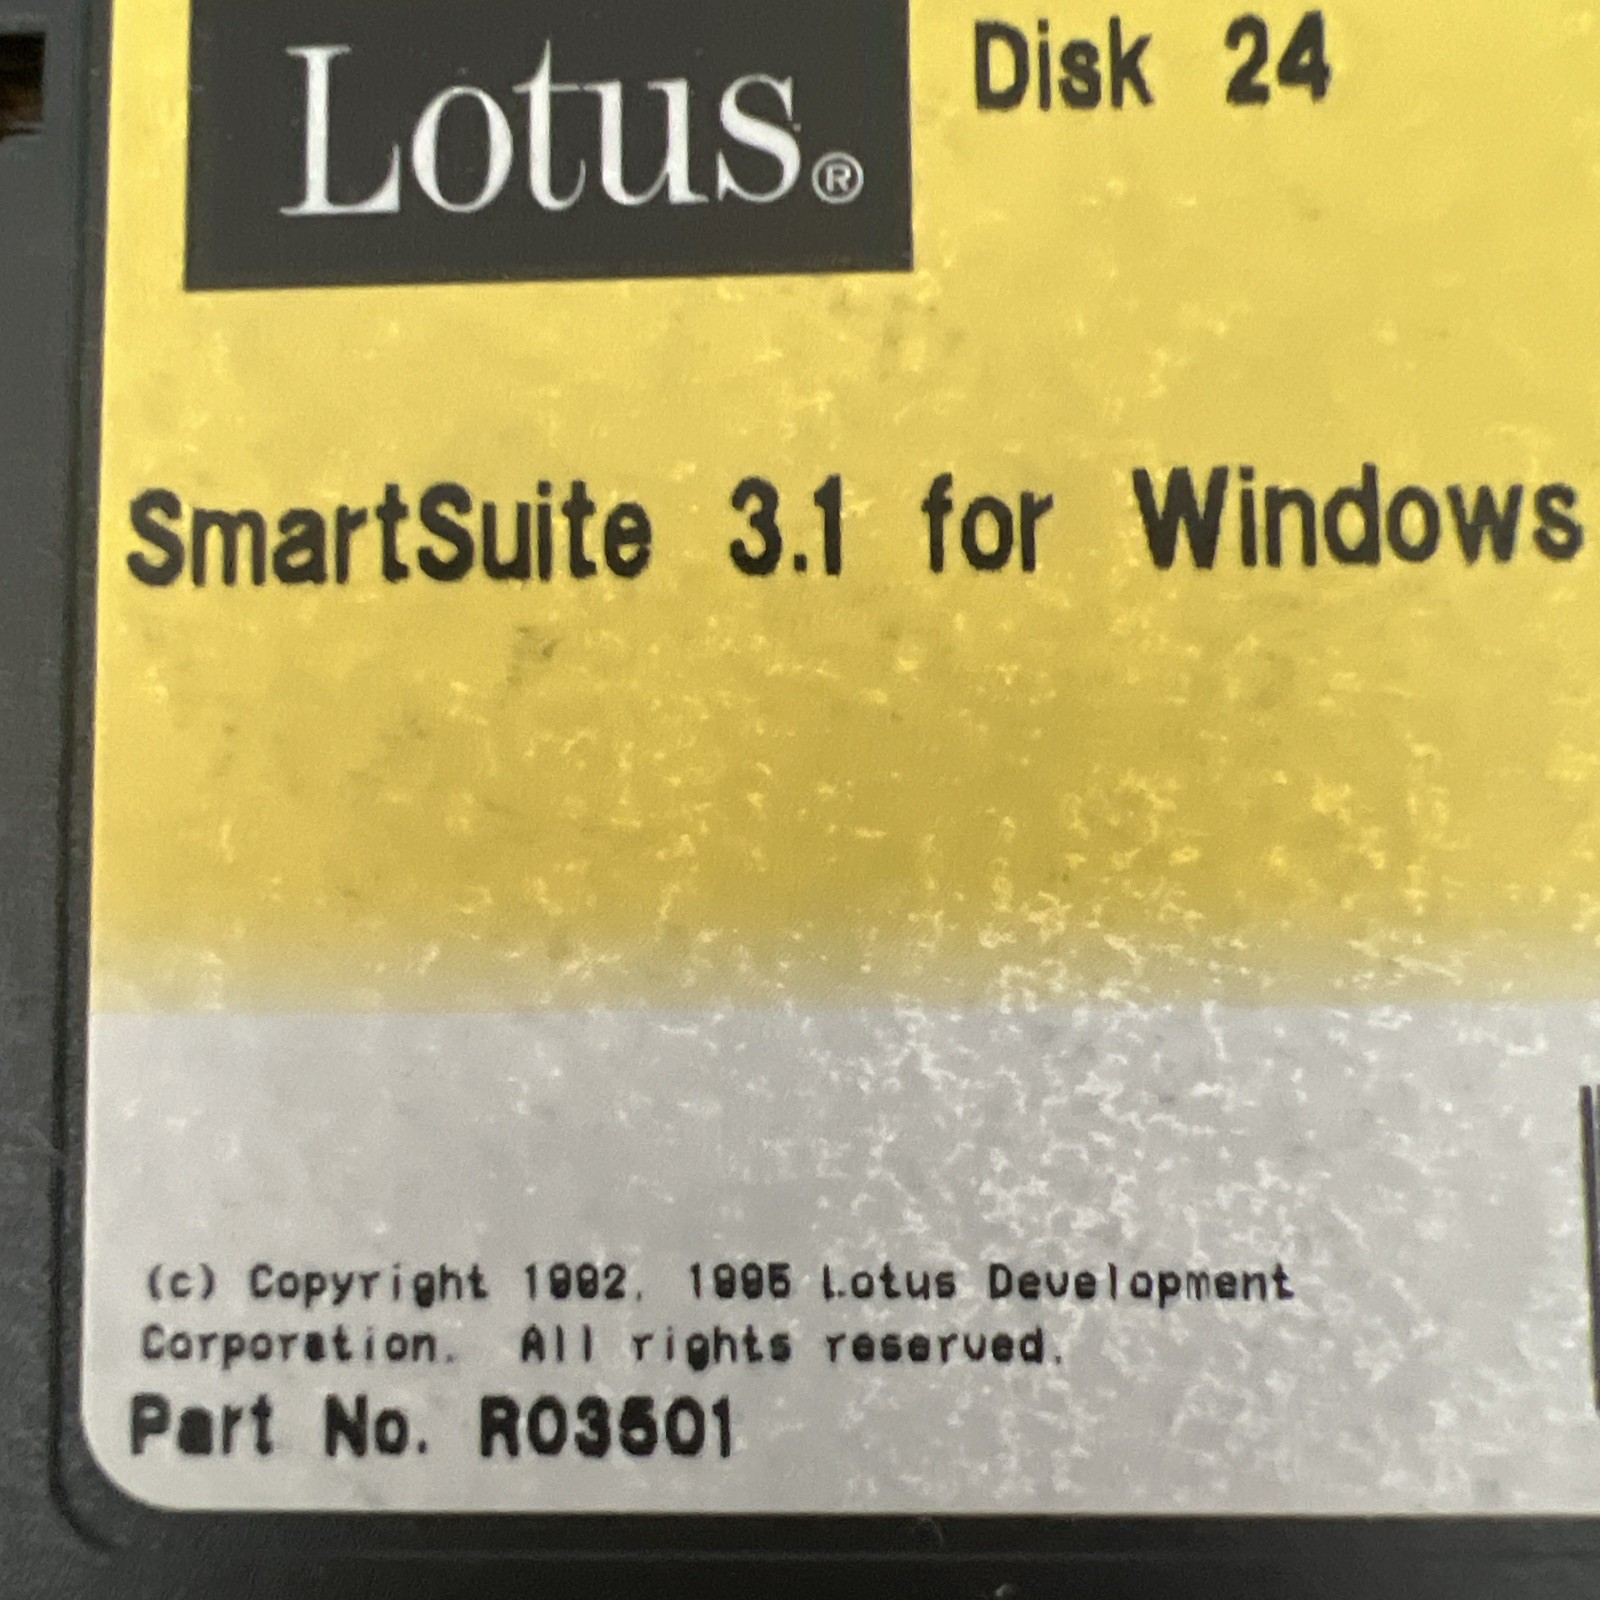 Lotus®
Disk 24
SmartSuite 3.1 for Windows
(c) Copyright 1992, 1995 Lotus Development
Corporation. All rights reserved.
Part No. R03501